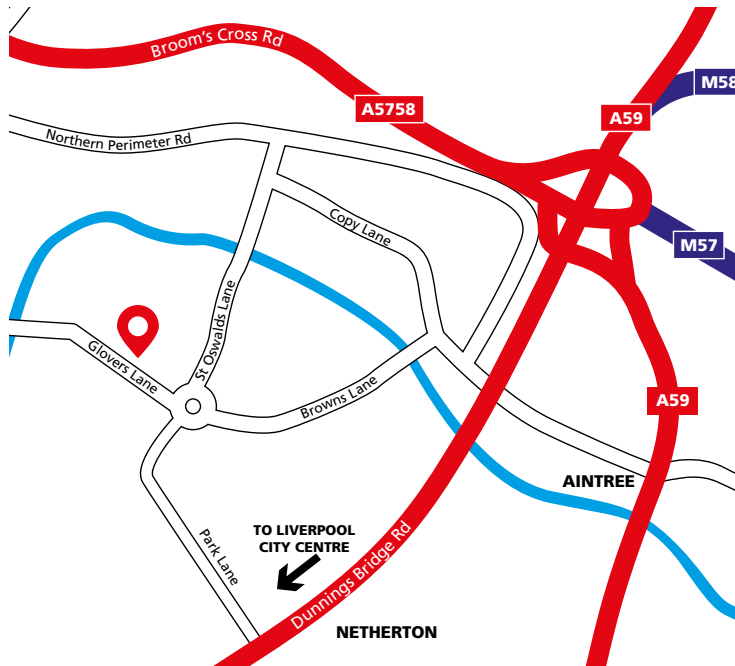 Broom's Cross Rd
M58
A5758
A59
Northern Perimeter Rd
Copy Lane
M57
St Oswalds Lane
Glovers Lane
Browns Lane
A59
AINTREE
TO LIVERPOOL
CITY CENTRE
Park Lane
Dunnings Bridge Rd
NETHERTON